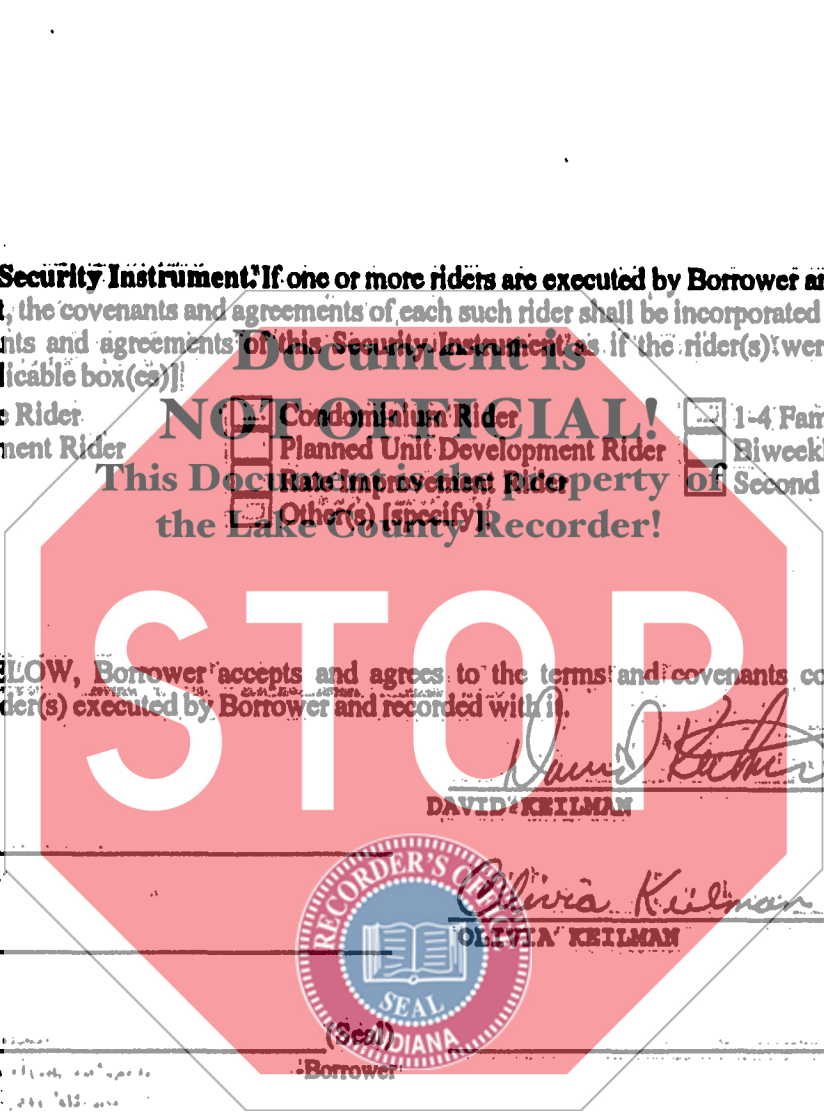 Security Instrument. If one or more riders are executed by Borrower an
t, the covenants and agreements of each such rider shall be incorporated
nts and agreements of this Security Instrument as if the rider(s) wer
licable box(es)]
Document is
NOT OFFICIAL!
This Document is the property of
the Lake County Recorder!
e Rider Condominium Rider 1-4 Fam
ment Rider Planned Unit Development Rider Biweekl
Rate Improvement Rider Second
Other(s) [specify]
STOP
ELOW, Borrower accepts and agrees to the terms and covenants co
der(s) executed by Borrower and recorded with it.
David Keilman
DAVID KEILMAN
Olivia Keilman
OLIVIA KEILMAN
RECORDER'S OFFICE
SEAL
INDIANA
(Seal)
-Borrower